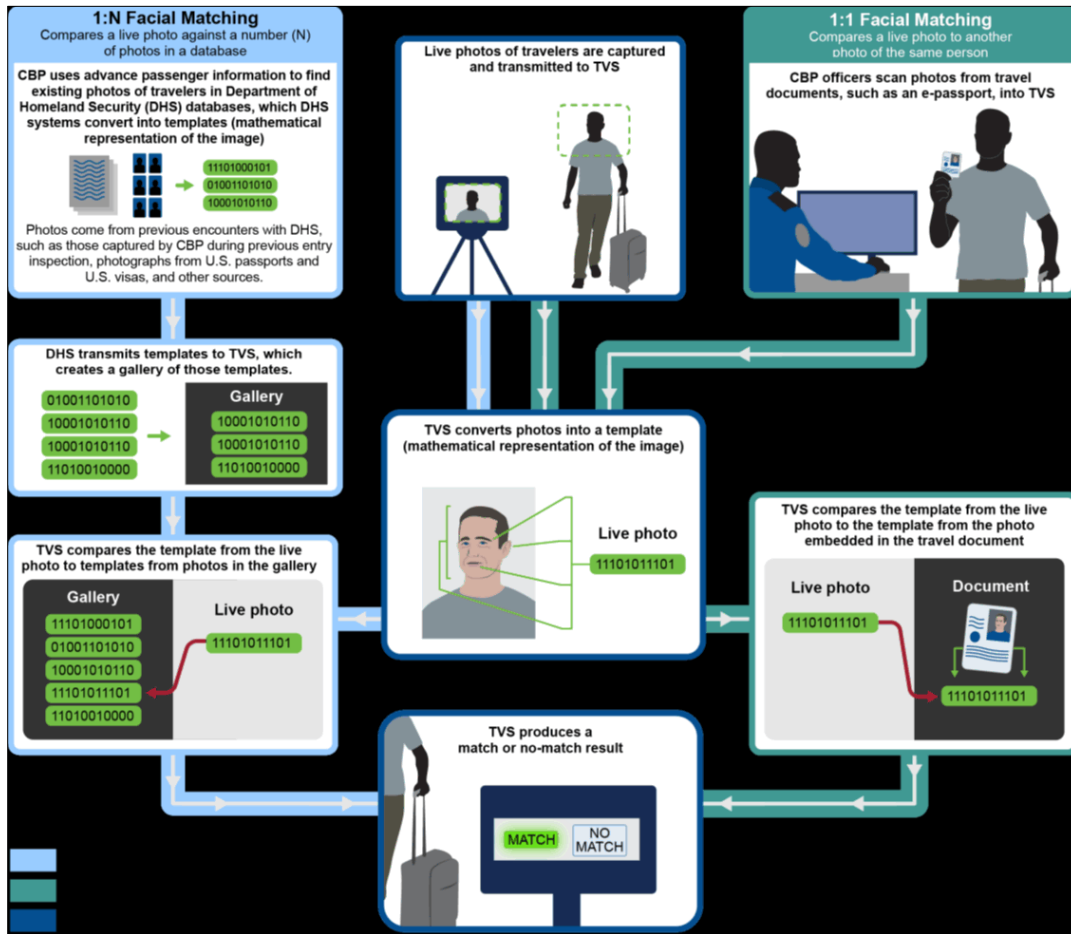 1:N Facial Matching
Compares a live photo against a number (N)
of photos in a database
CBP uses advance passenger information to find
existing photos of travelers in Department of
Homeland Security (DHS) databases, which DHS
systems convert into templates (mathematical
representation of the image)
11101000101
01001101010
10001010110
Photos come from previous encounters with DHS,
such as those captured by CBP during previous entry
inspection, photographs from U.S. passports and
U.S. visas, and other sources.
Live photos of travelers are captured
and transmitted to TVS
1:1 Facial Matching
Compares a live photo to another
photo of the same person
CBP officers scan photos from travel
documents, such as an e-passport, into TVS
DHS transmits templates to TVS, which
creates a gallery of those templates.
01001101010
10001010110
10001010110
11010010000
Gallery
10001010110
10001010110
11010010000
TVS converts photos into a template
(mathematical representation of the image)
Live photo
11101011101
TVS compares the template from the live
photo to templates from photos in the gallery
Gallery
11101000101
01001101010
10001010110
11101011101
11010010000
Live photo
11101011101
TVS compares the template from the live
photo to the template from the photo
embedded in the travel document
Live photo
11101011101
Document
11101011101
TVS produces a
match or no-match result
MATCH
NO
MATCH